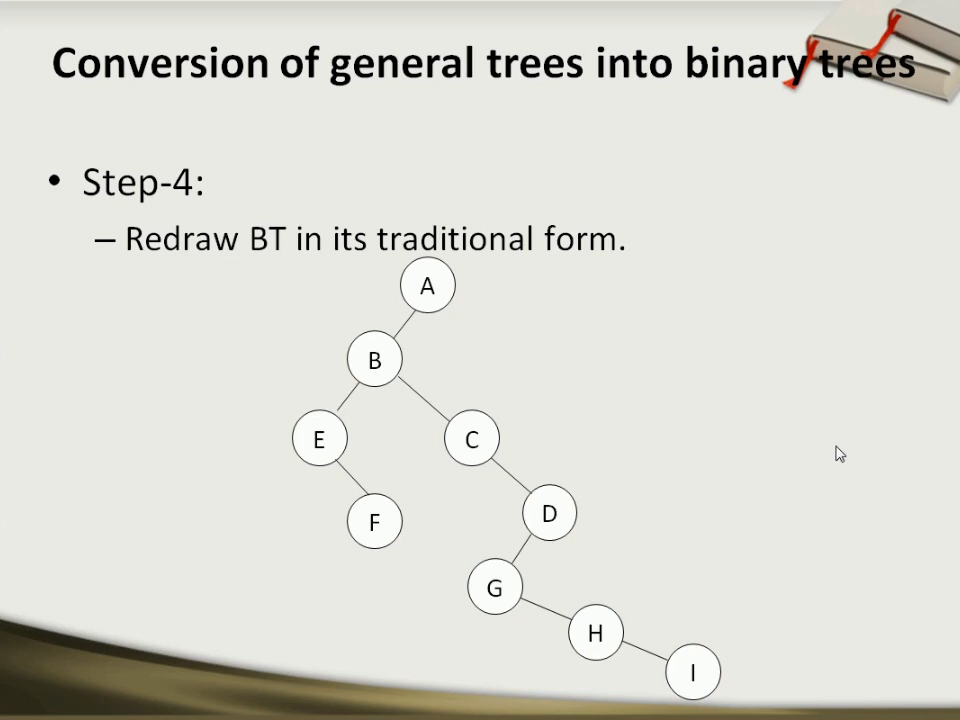 Conversion of general trees into binary trees
• Step-4:
– Redraw BT in its traditional form.
A
B
E
C
F
D
G
H
I